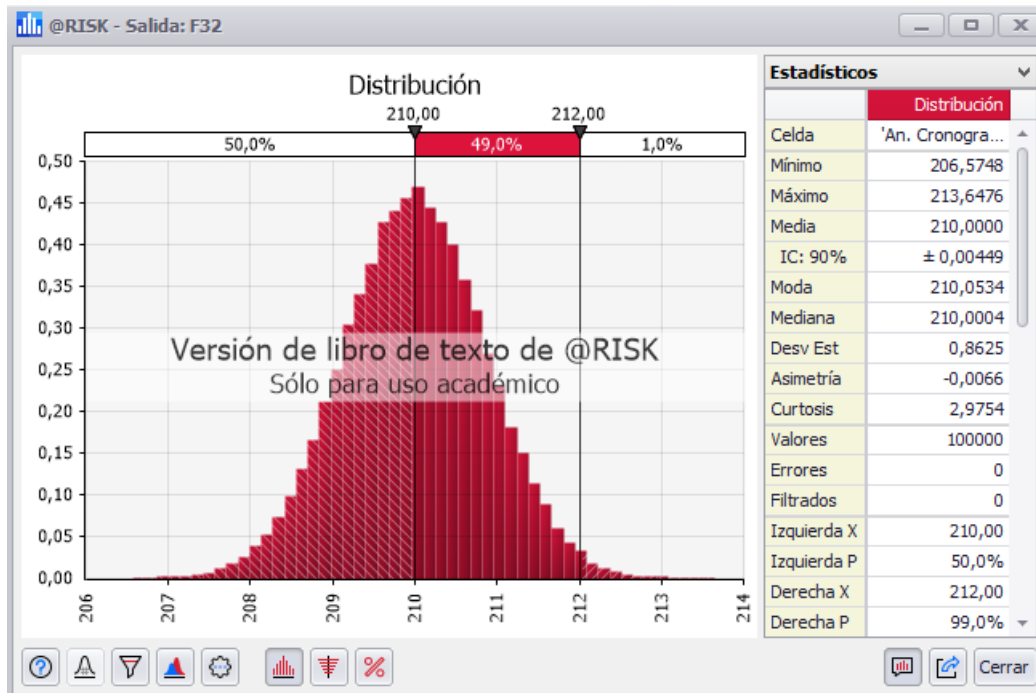 @RISK - Salida: F32
Distribución
210,00 212,00
50,0% 49,0% 1,0%
0,50
0,45
0,40
0,35
0,30
0,25
0,20
0,15
0,10
0,05
0,00
206 207 208 209 210 211 212 213 214
Versión de libro de texto de @RISK
Sólo para uso académico
Estadísticos
Distribución
Celda 'An. Cronogra...
Mínimo 206,5748
Máximo 213,6476
Media 210,0000
IC: 90% ± 0,00449
Moda 210,0534
Mediana 210,0004
Desv Est 0,8625
Asimetría -0,0066
Curtosis 2,9754
Valores 100000
Errores 0
Filtrados 0
Izquierda X 210,00
Izquierda P 50,0%
Derecha X 212,00
Derecha P 99,0%
Cerrar